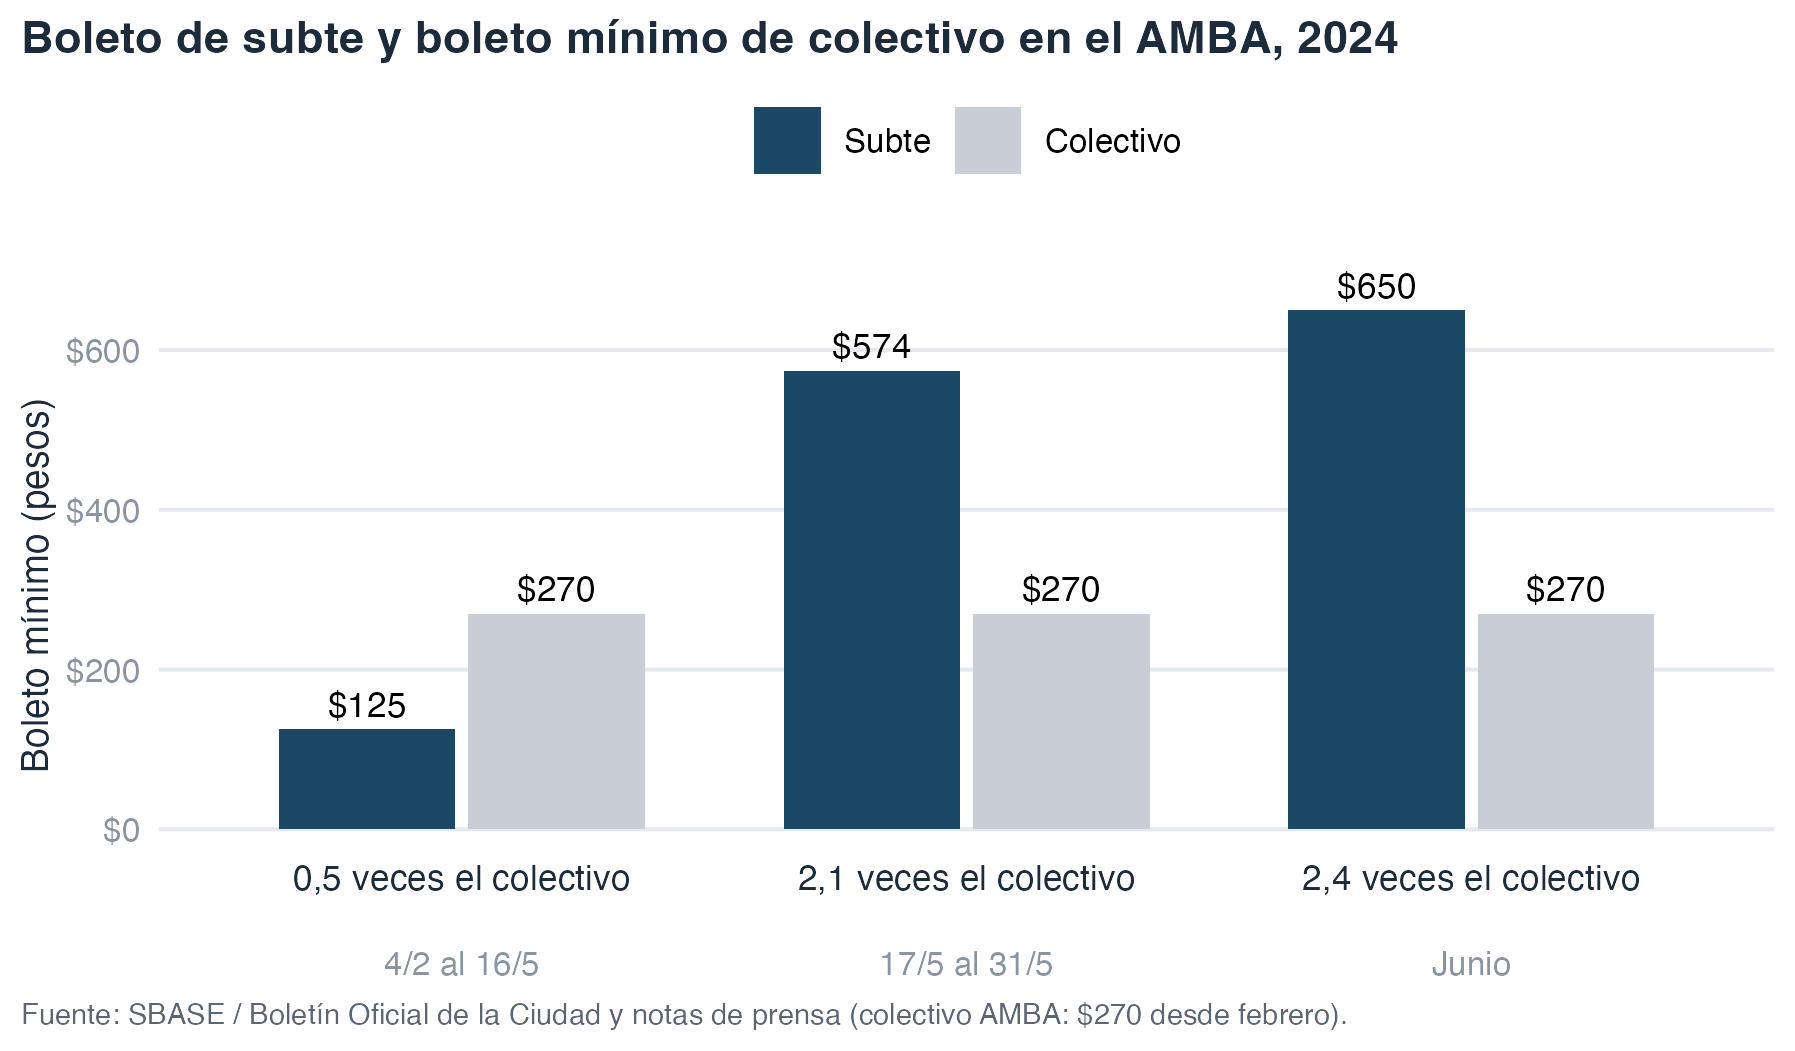 Boleto de subte y boleto mínimo de colectivo en el AMBA, 2024
Subte
Colectivo
Boleto mínimo (pesos)
$600
$400
$200
$0
$125
$270
$574
$270
$650
$270
0,5 veces el colectivo
2,1 veces el colectivo
2,4 veces el colectivo
4/2 al 16/5
17/5 al 31/5
Junio
Fuente: SBASE / Boletín Oficial de la Ciudad y notas de prensa (colectivo AMBA: $270 desde febrero).